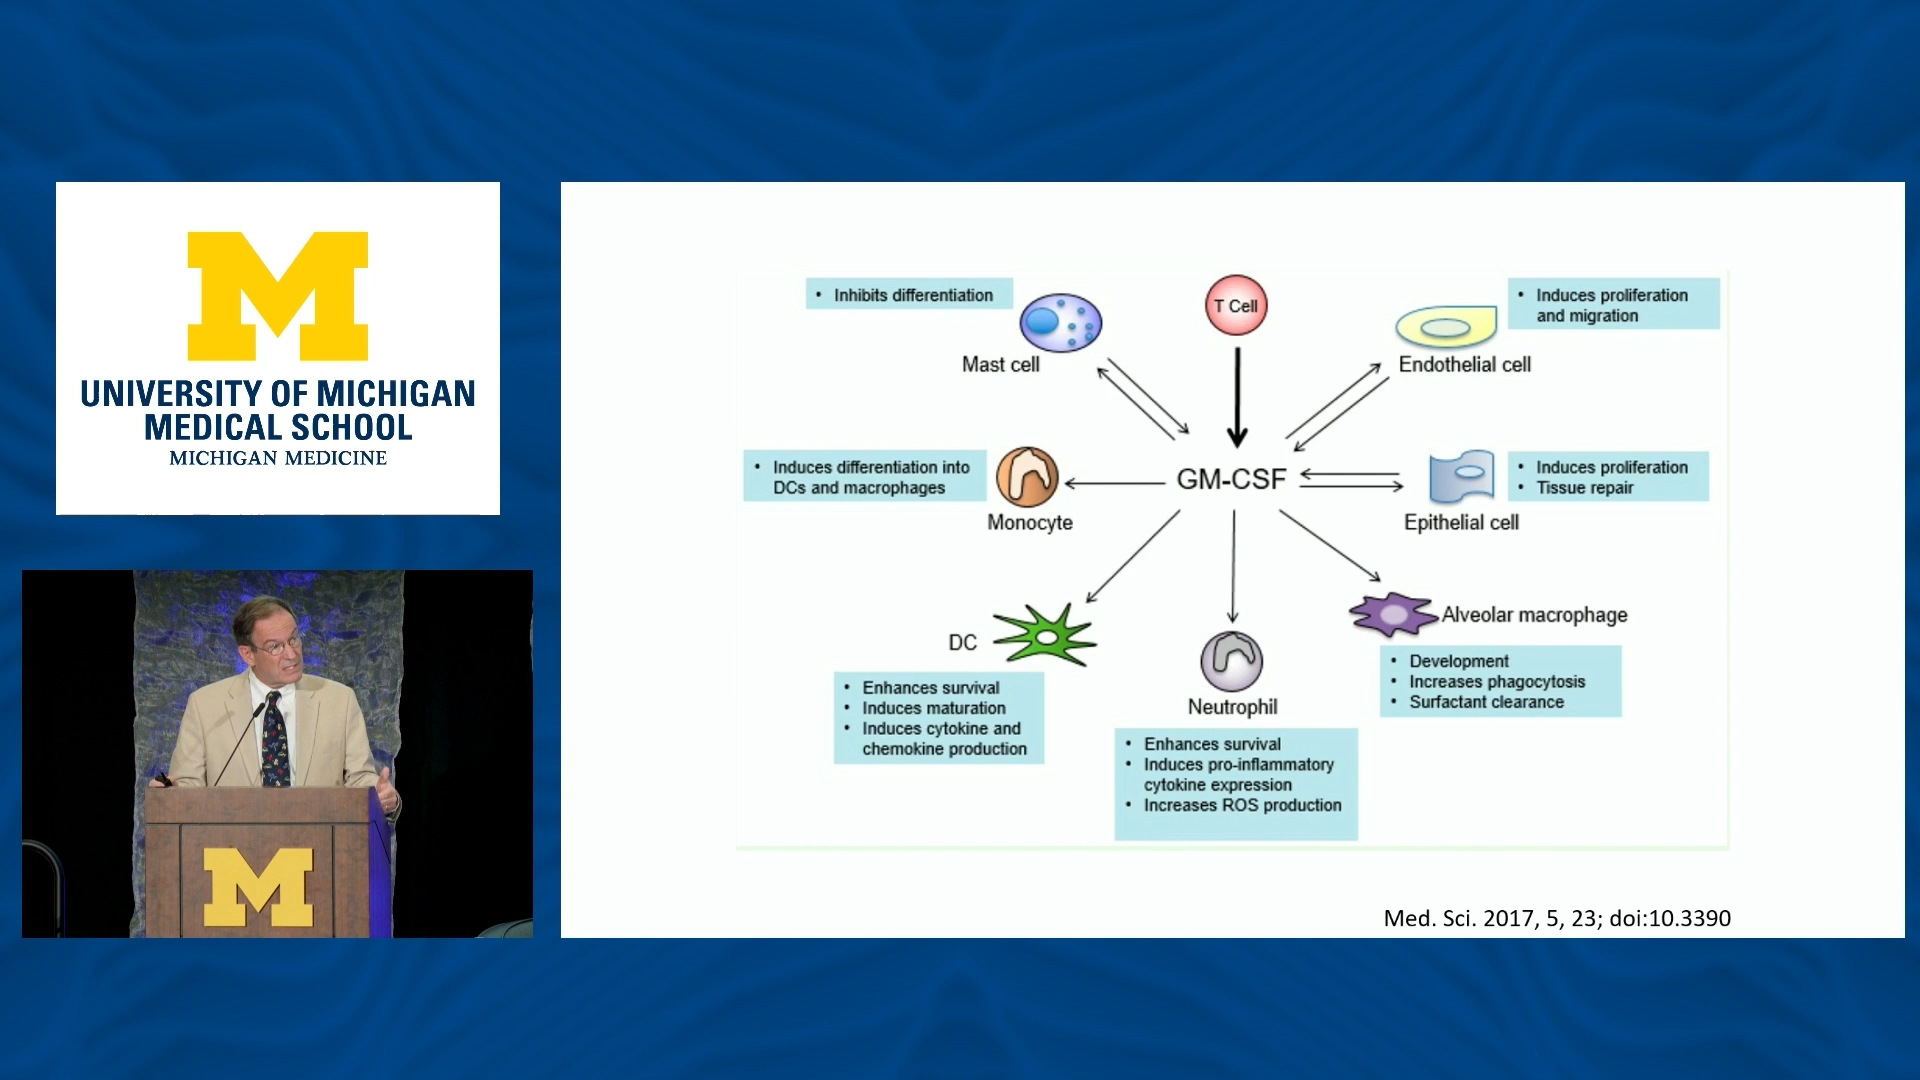 M
UNIVERSITY OF MICHIGAN
MEDICAL SCHOOL
MICHIGAN MEDICINE
M
• Inhibits differentiation
Mast cell
T Cell
• Induces proliferation
and migration
Endothelial cell
• Induces differentiation into
DCs and macrophages
Monocyte
GM-CSF
• Induces proliferation
• Tissue repair
Epithelial cell
DC
• Enhances survival
• Induces maturation
• Induces cytokine and
chemokine production
Neutrophil
• Enhances survival
• Induces pro-inflammatory
cytokine expression
• Increases ROS production
Alveolar macrophage
• Development
• Increases phagocytosis
• Surfactant clearance
Med. Sci. 2017, 5, 23; doi:10.3390